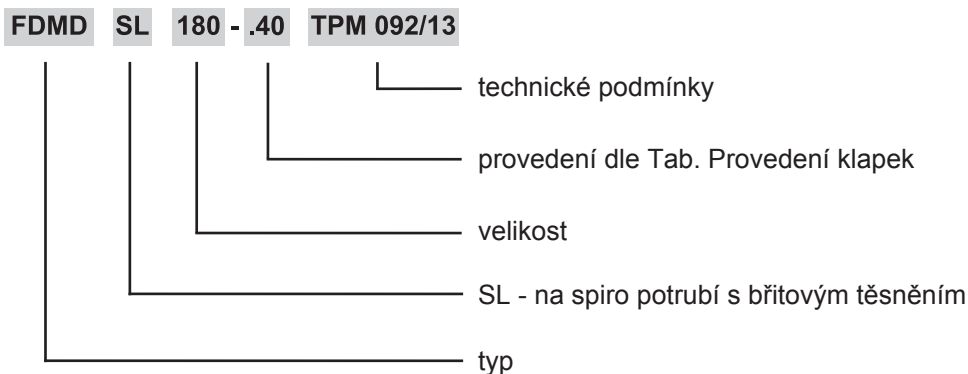 FDMD SL 180 - .40 TPM 092/13
technické podmínky
provedení dle Tab. Provedení klapek
velikost
SL - na spiro potrubí s břitovým těsněním
typ